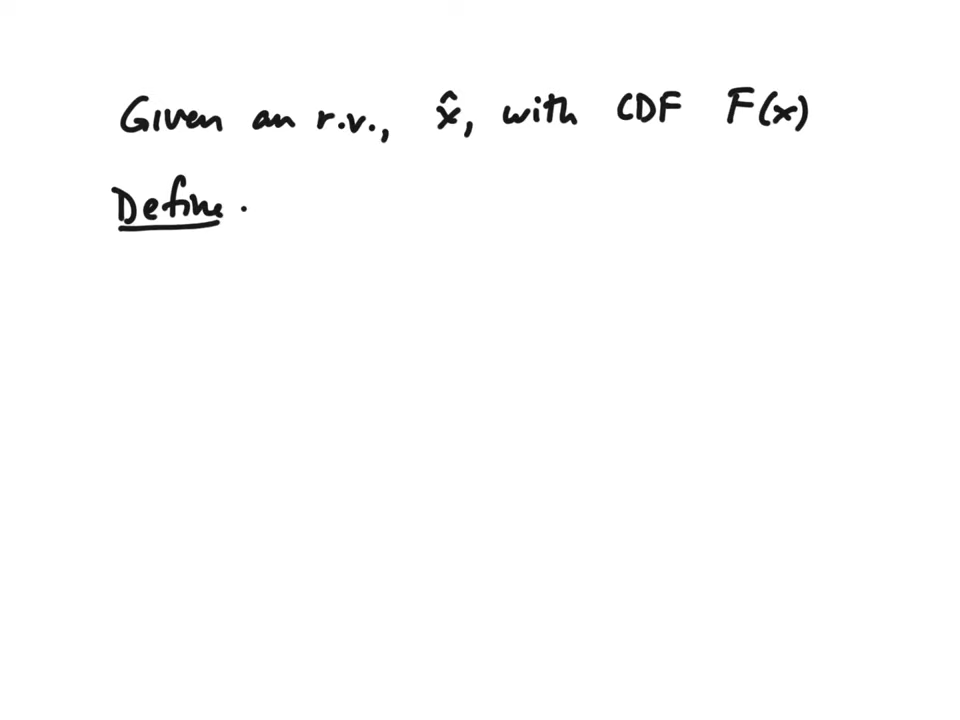 Given an r.v., x̂, with CDF F(x)
Define.